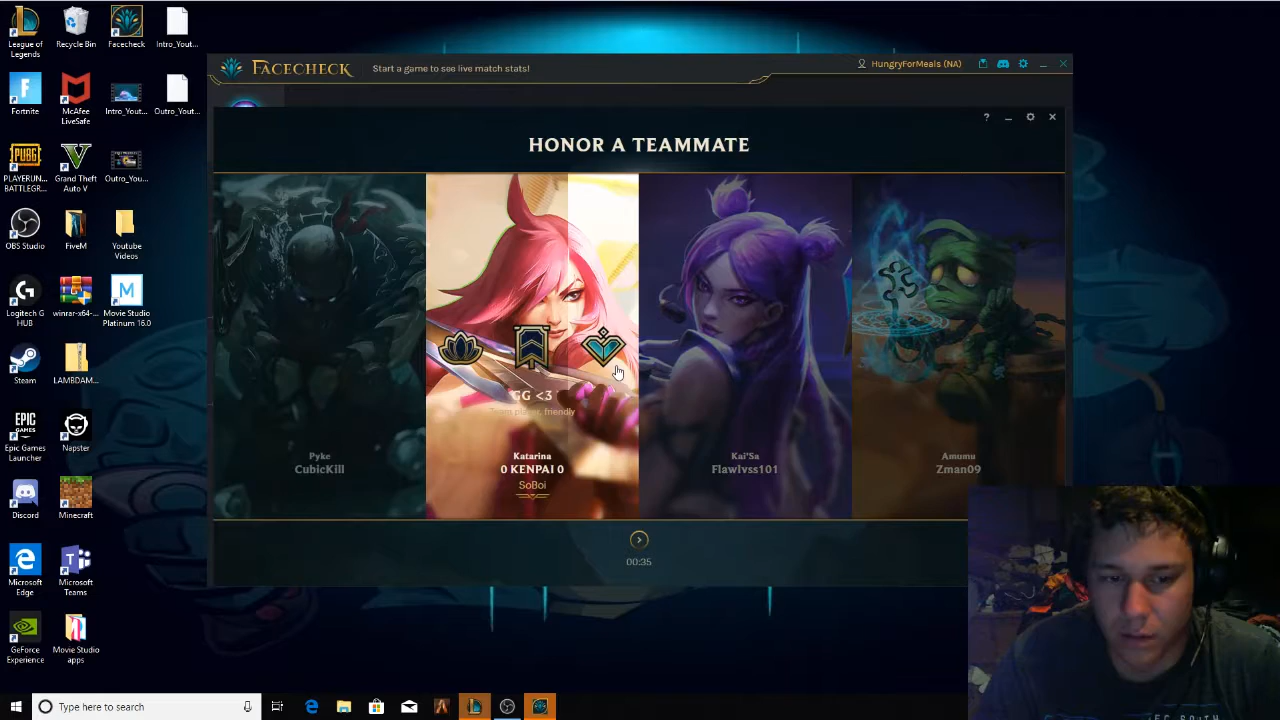 League of
Legends
Recycle Bin
Facecheck
Intro_Yout...
Fortnite
McAfee
LiveSafe
Intro_Yout...
Outro_Yout...
PLAYERUN...
BATTLEGR...
Grand Theft
Auto V
Outro_You...
OBS Studio
FiveM
Youtube
Videos
Logitech G
HUB
winrar-x64-...
Movie Studio
Platinum 16.0
Steam
LAMBDAM...
Epic Games
Launcher
Napster
Discord
Minecraft
Microsoft
Edge
Microsoft
Teams
GeForce
Experience
Movie Studio
apps
FACECHECK
Start a game to see live match stats!
HungryForMeals (NA)
HONOR A TEAMMATE
GG <3
Team player, friendly
Pyke
CubicKill
Katarina
0 KENPAI 0
SoBoi
Kai'Sa
Flawlvss101
Amumu
Zman09
00:35
Type here to search